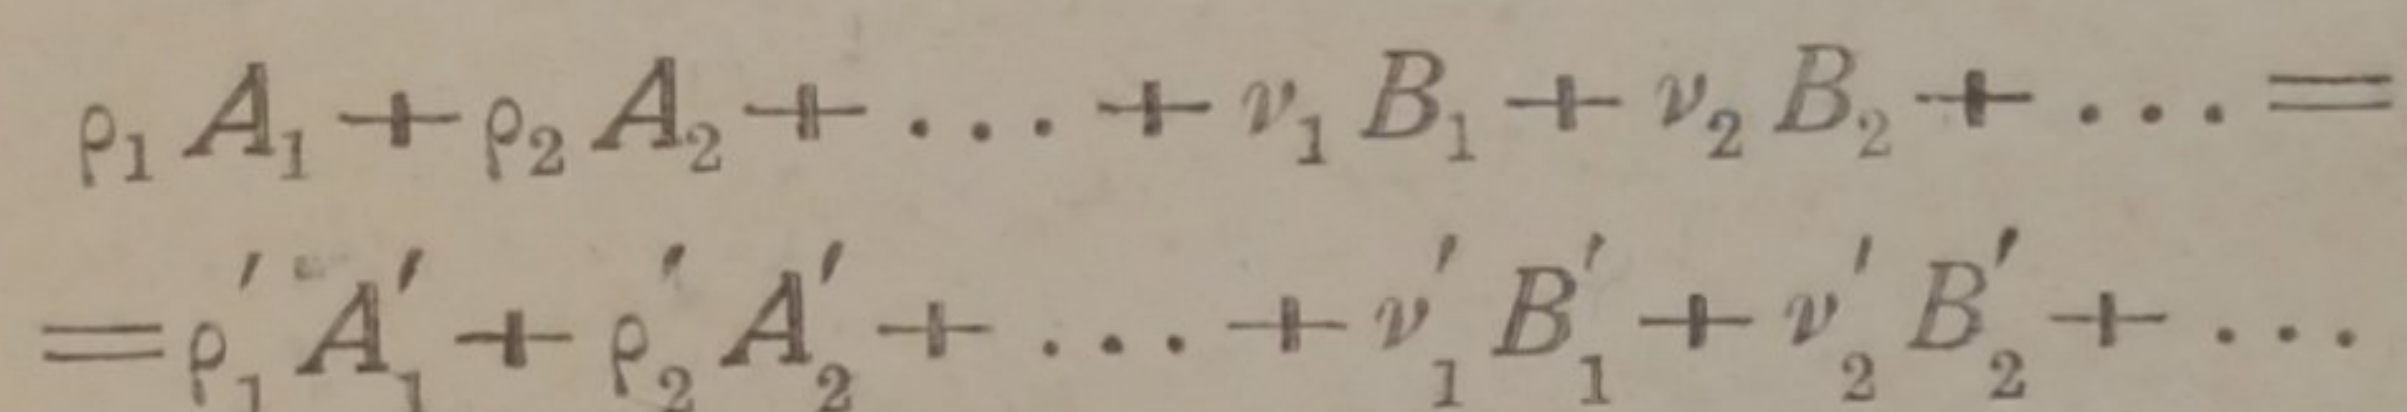 ρ₁ A₁ + ρ₂ A₂ + . . . + ν₁ B₁ + ν₂ B₂ + . . . =
= ρ′₁ A′₁ + ρ′₂ A′₂ + . . . + ν′₁ B′₁ + ν′₂ B′₂ + . . .